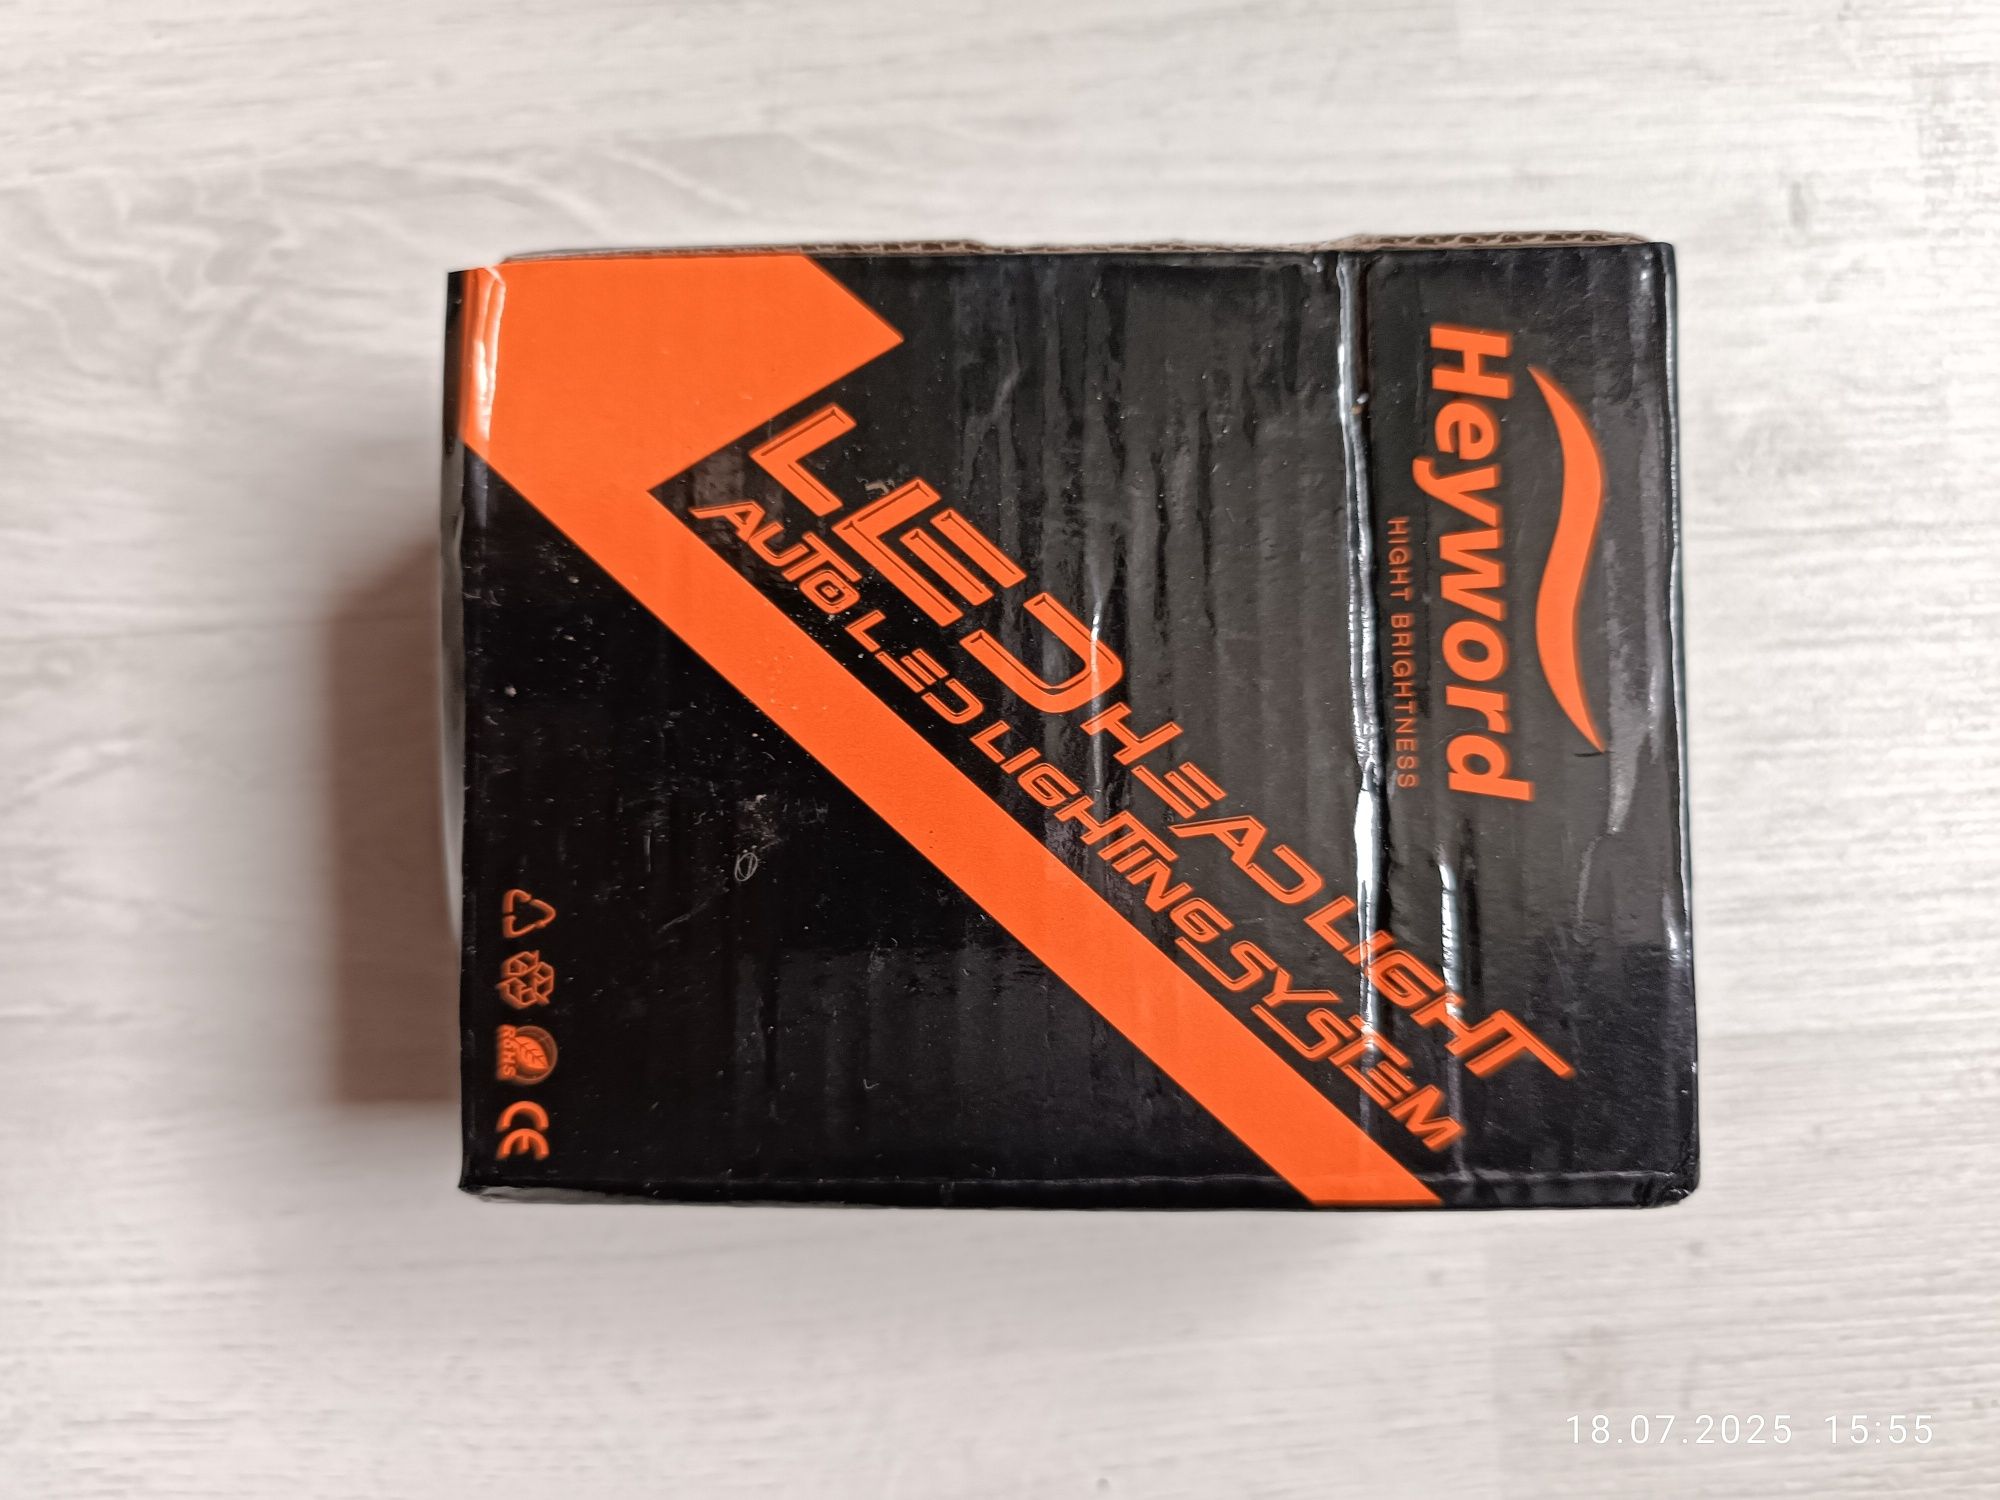 Heyword
HIGHT BRIGHTNESS
LED HEADLIGHT
AUTO LED LIGHTING SYSTEM
RoHS
CE
18.07.2025 15:55